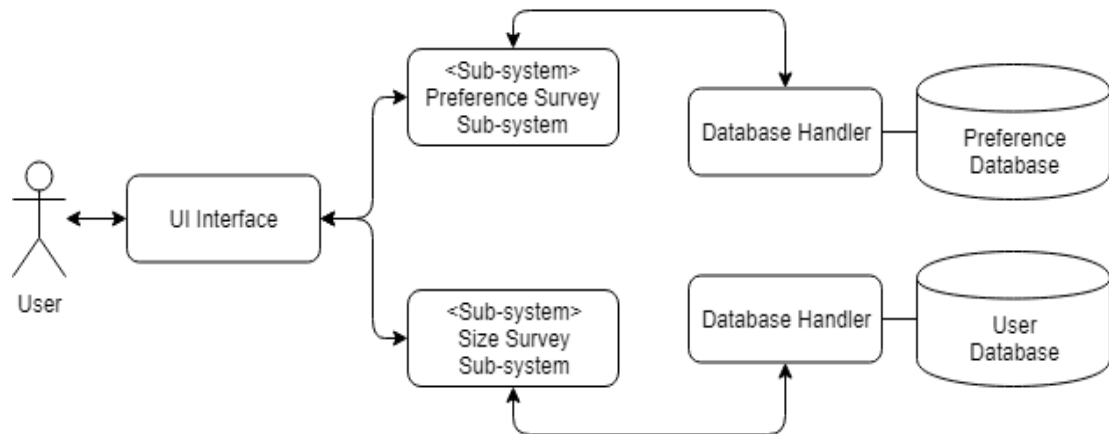 <Sub-system>
Preference Survey
Sub-system
Database Handler
Preference
Database
UI Interface
User
<Sub-system>
Size Survey
Sub-system
Database Handler
User
Database